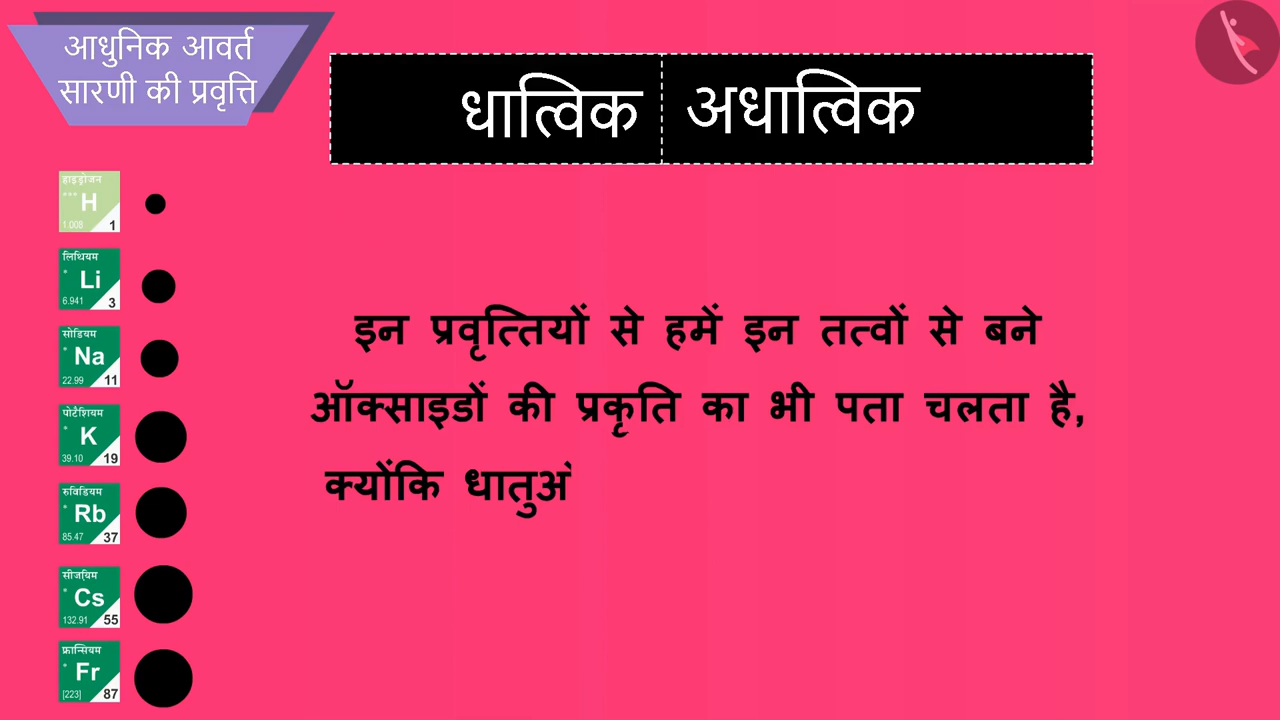 आधुनिक आवर्त
सारणी की प्रवृत्ति
धात्विक अधात्विक
हाइड्रोजन
H
1.008 1
लिथियम
Li
6.941 3
सोडियम
Na
22.99 11
पोटैशियम
K
39.10 19
रुविडियम
Rb
85.47 37
सीजयिम
Cs
132.91 55
फ्रान्सियम
Fr
[223] 87
इन प्रवृत्तियों से हमें इन तत्वों से बने
ऑक्साइडों की प्रकृति का भी पता चलता है,
क्योंकि